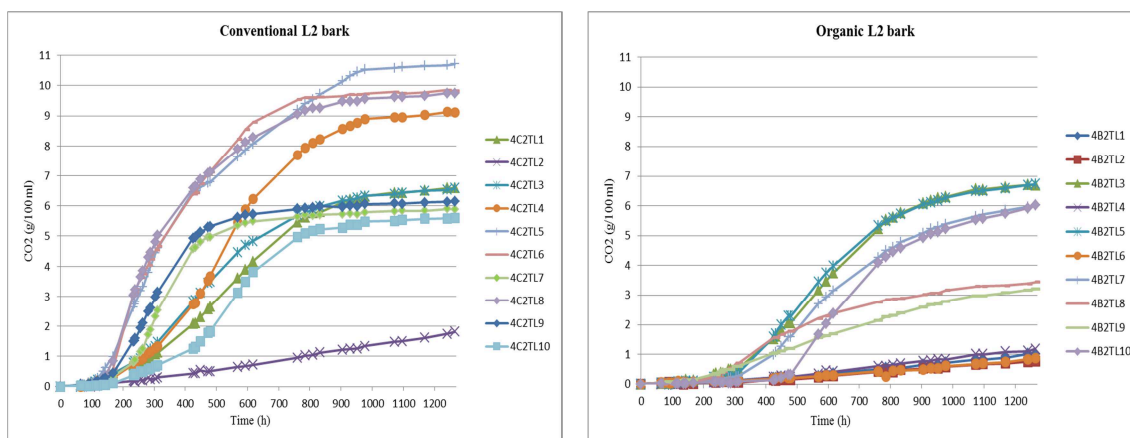 Conventional L2 bark
11
10
9
8
7
6
5
4
3
2
1
0
CO2 (g/100ml)
0 100 200 300 400 500 600 700 800 900 1000 1100 1200
Time (h)
4C2TL1
4C2TL2
4C2TL3
4C2TL4
4C2TL5
4C2TL6
4C2TL7
4C2TL8
4C2TL9
4C2TL10
Organic L2 bark
11
10
9
8
7
6
5
4
3
2
1
0
CO2 (g/100ml)
0 100 200 300 400 500 600 700 800 900 1000 1100 1200
Time (h)
4B2TL1
4B2TL2
4B2TL3
4B2TL4
4B2TL5
4B2TL6
4B2TL7
4B2TL8
4B2TL9
4B2TL10